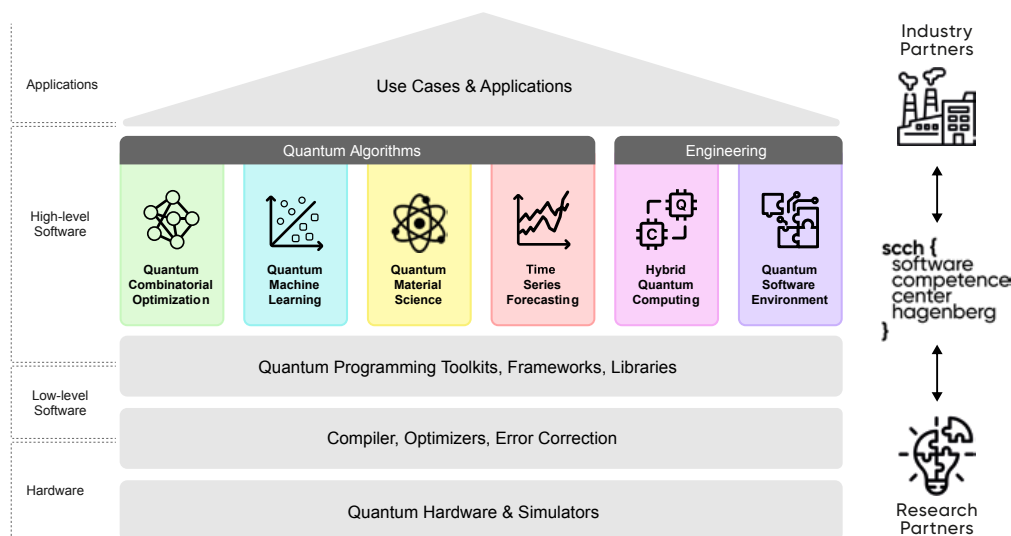 Applications
Use Cases & Applications
High-level
Software
Quantum Algorithms
Engineering
Quantum
Combinatorial
Optimization
Quantum
Machine
Learning
Quantum
Material
Science
Time
Series
Forecasting
C
Q
Hybrid
Quantum
Computing
Quantum
Software
Environment
Quantum Programming Toolkits, Frameworks, Libraries
Low-level
Software
Compiler, Optimizers, Error Correction
Hardware
Quantum Hardware & Simulators
Industry
Partners
scch {
software
competence
center
hagenberg
}
Research
Partners